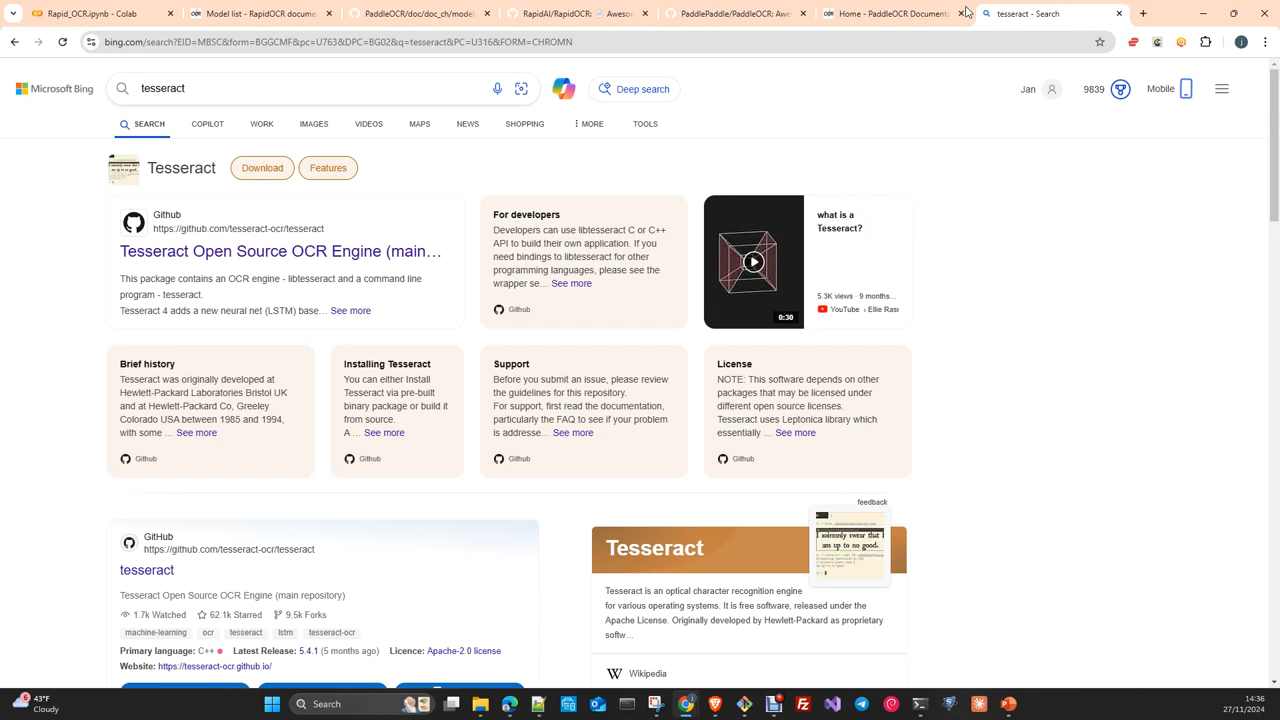 Rapid_OCR.ipynb - Colab
Model list - RapidOCR docume
PaddleOCR/doc/doc_ch/model
RapidAI/RapidOCR: Awesom
PaddlePaddle/PaddleOCR: Aw
Home - PaddleOCR Documenta
tesseract - Search
bing.com/search?EID=MBSC&form=BGGCMF&pc=U763&DPC=BG02&q=tesseract&PC=U316&FORM=CHROMN
Microsoft Bing
tesseract
Deep search
Jan
9839
Mobile
SEARCH
COPILOT
WORK
IMAGES
VIDEOS
MAPS
NEWS
SHOPPING
MORE
TOOLS
Tesseract
Download
Features
Github
https://github.com/tesseract-ocr/tesseract
Tesseract Open Source OCR Engine (main…
This package contains an OCR engine - libtesseract and a command line
program - tesseract.
Tesseract 4 adds a new neural net (LSTM) base… See more
For developers
Developers can use libtesseract C or C++
API to build their own application. If you
need bindings to libtesseract for other
programming languages, please see the
wrapper se… See more
Github
what is a
Tesseract?
5.3K views · 9 months…
YouTube › Ellie Rasr
0:30
Brief history
Tesseract was originally developed at
Hewlett-Packard Laboratories Bristol UK
and at Hewlett-Packard Co, Greeley
Colorado USA between 1985 and 1994,
with some … See more
Github
Installing Tesseract
You can either Install
Tesseract via pre-built
binary package or build it
from source.
A … See more
Github
Support
Before you submit an issue, please review
the guidelines for this repository.
For support, first read the documentation,
particularly the FAQ to see if your problem
is addresse… See more
Github
License
NOTE: This software depends on other
packages that may be licensed under
different open source licenses.
Tesseract uses Leptonica library which
essentially … See more
Github
feedback
GitHub
https://github.com/tesseract-ocr/tesseract
tesseract
Tesseract Open Source OCR Engine (main repository)
1.7k Watched
62.1k Starred
9.5k Forks
machine-learning
ocr
tesseract
lstm
tesseract-ocr
Primary language: C++ Latest Release: 5.4.1 (5 months ago) Licence: Apache-2.0 license
Website: https://tesseract-ocr.github.io/
Tesseract
I solemnly swear that I
am up to no good.
Tesseract is an optical character recognition engine
for various operating systems. It is free software, released under the
Apache License. Originally developed by Hewlett-Packard as proprietary
softw…
Wikipedia
6
43°F
Cloudy
Search
14:36
27/11/2024